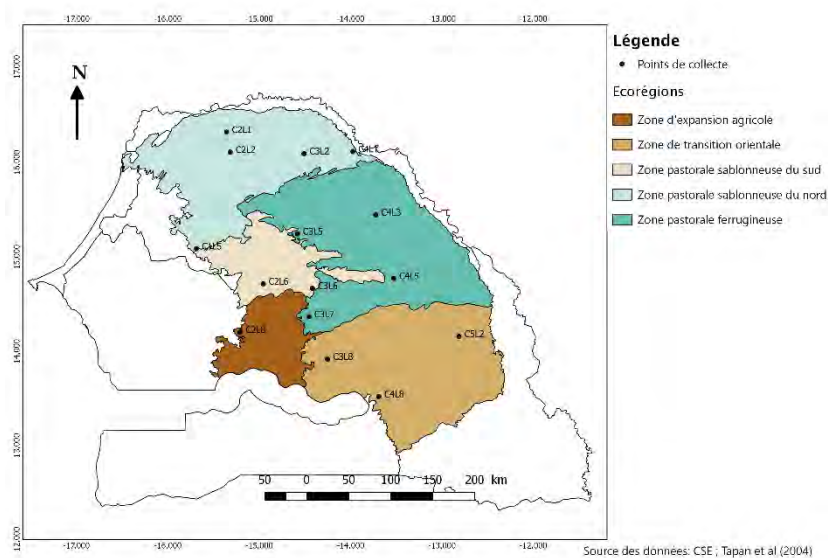 -17.000 -16.000 -15.000 -14.000 -13.000 -12.000
17.000
16.000
15.000
14.000
13.000
12.000
N
C2L1
C2L2
C3L2
C4L3
C3L5
C1L5
C4L5
C2L6
C3L6
C3L7
C5L2
C3L8
C4L8
50 0 50 100 150 200 km
-17.000 -16.000 -15.000 -14.000 -13.000 -12.000
Légende
Points de collecte
Ecorégions
Zone d'expansion agricole
Zone de transition orientale
Zone pastorale sablonneuse du sud
Zone pastorale sablonneuse du nord
Zone pastorale ferrugineuse
Source des données: CSE ; Tapan et al (2004)